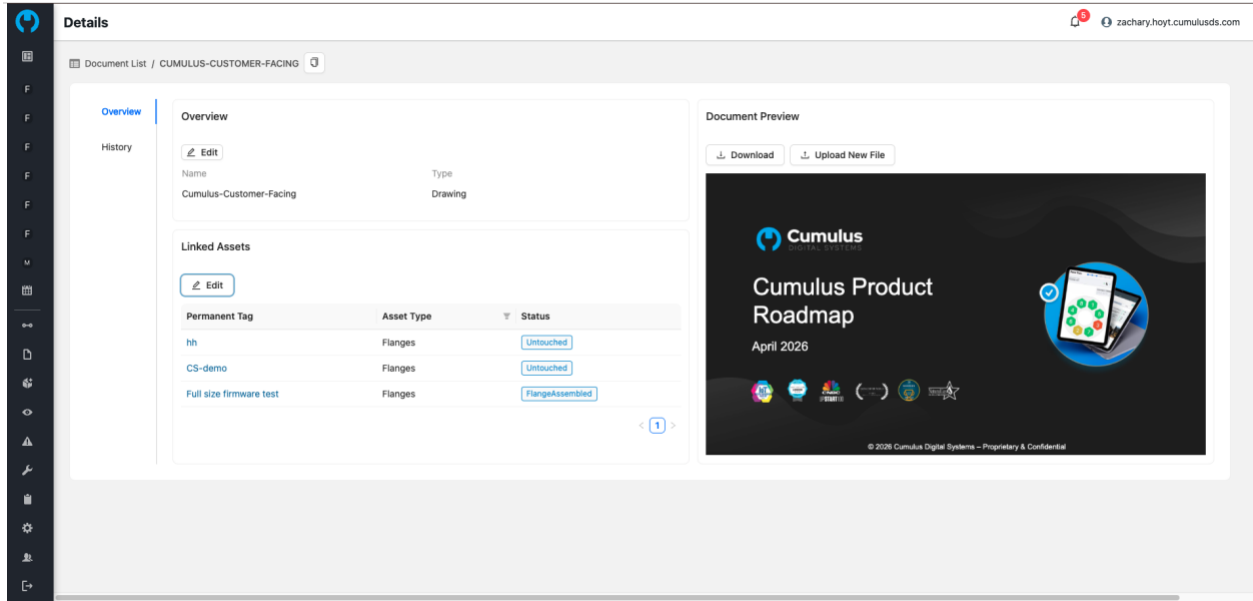 Details
5
zachary.hoyt.cumulusds.com
Document List / CUMULUS-CUSTOMER-FACING
F
F
F
F
F
F
M
Overview
History
Overview
Edit
Name
Type
Cumulus-Customer-Facing
Drawing
Linked Assets
Edit
Permanent Tag
Asset Type
Status
hh
Flanges
Untouched
CS-demo
Flanges
Untouched
Full size firmware test
Flanges
FlangeAssembled
< 1 >
Document Preview
Download
Upload New File
Cumulus
DIGITAL SYSTEMS
Cumulus Product
Roadmap
April 2026
© 2026 Cumulus Digital Systems – Proprietary & Confidential